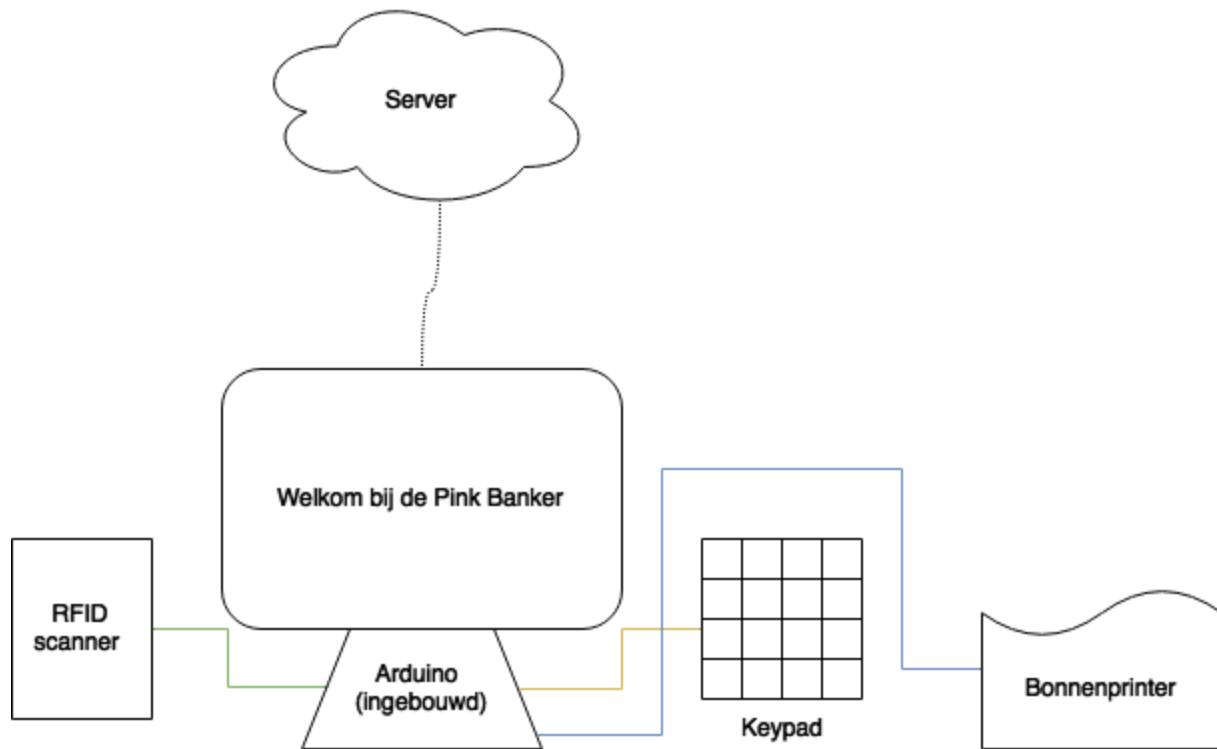 Server
Welkom bij de Pink Banker
RFID
scanner
Arduino
(ingebouwd)
Keypad
Bonnenprinter